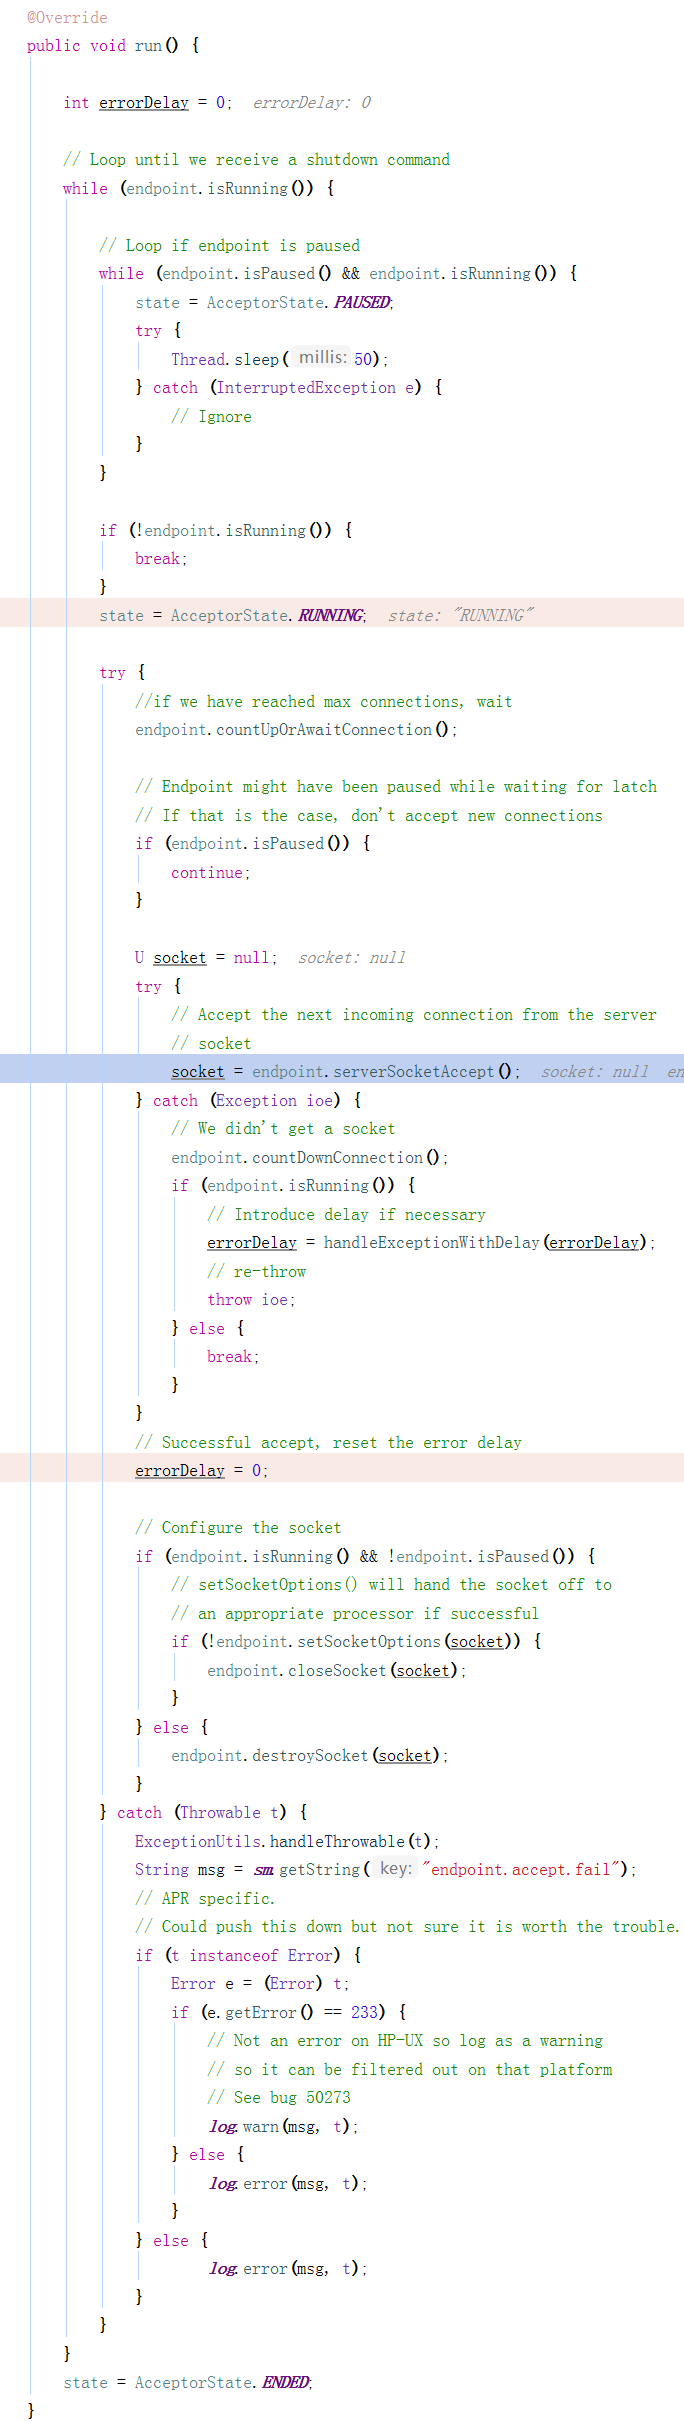 @Override
public void run() {
int errorDelay = 0; errorDelay: 0
// Loop until we receive a shutdown command
while (endpoint.isRunning()) {
// Loop if endpoint is paused
while (endpoint.isPaused() && endpoint.isRunning()) {
state = AcceptorState.PAUSED;
try {
Thread.sleep( millis: 50);
} catch (InterruptedException e) {
// Ignore
}
}
if (!endpoint.isRunning()) {
break;
}
state = AcceptorState.RUNNING; state: "RUNNING"
try {
//if we have reached max connections, wait
endpoint.countUpOrAwaitConnection();
// Endpoint might have been paused while waiting for latch
// If that is the case, don't accept new connections
if (endpoint.isPaused()) {
continue;
}
U socket = null; socket: null
try {
// Accept the next incoming connection from the server
// socket
socket = endpoint.serverSocketAccept(); socket: null en
} catch (Exception ioe) {
// We didn't get a socket
endpoint.countDownConnection();
if (endpoint.isRunning()) {
// Introduce delay if necessary
errorDelay = handleExceptionWithDelay(errorDelay);
// re-throw
throw ioe;
} else {
break;
}
}
// Successful accept, reset the error delay
errorDelay = 0;
// Configure the socket
if (endpoint.isRunning() && !endpoint.isPaused()) {
// setSocketOptions() will hand the socket off to
// an appropriate processor if successful
if (!endpoint.setSocketOptions(socket)) {
endpoint.closeSocket(socket);
}
} else {
endpoint.destroySocket(socket);
}
} catch (Throwable t) {
ExceptionUtils.handleThrowable(t);
String msg = sm.getString( key: "endpoint.accept.fail");
// APR specific.
// Could push this down but not sure it is worth the trouble.
if (t instanceof Error) {
Error e = (Error) t;
if (e.getError() == 233) {
// Not an error on HP-UX so log as a warning
// so it can be filtered out on that platform
// See bug 50273
log.warn(msg, t);
} else {
log.error(msg, t);
}
} else {
log.error(msg, t);
}
}
}
state = AcceptorState.ENDED;
}